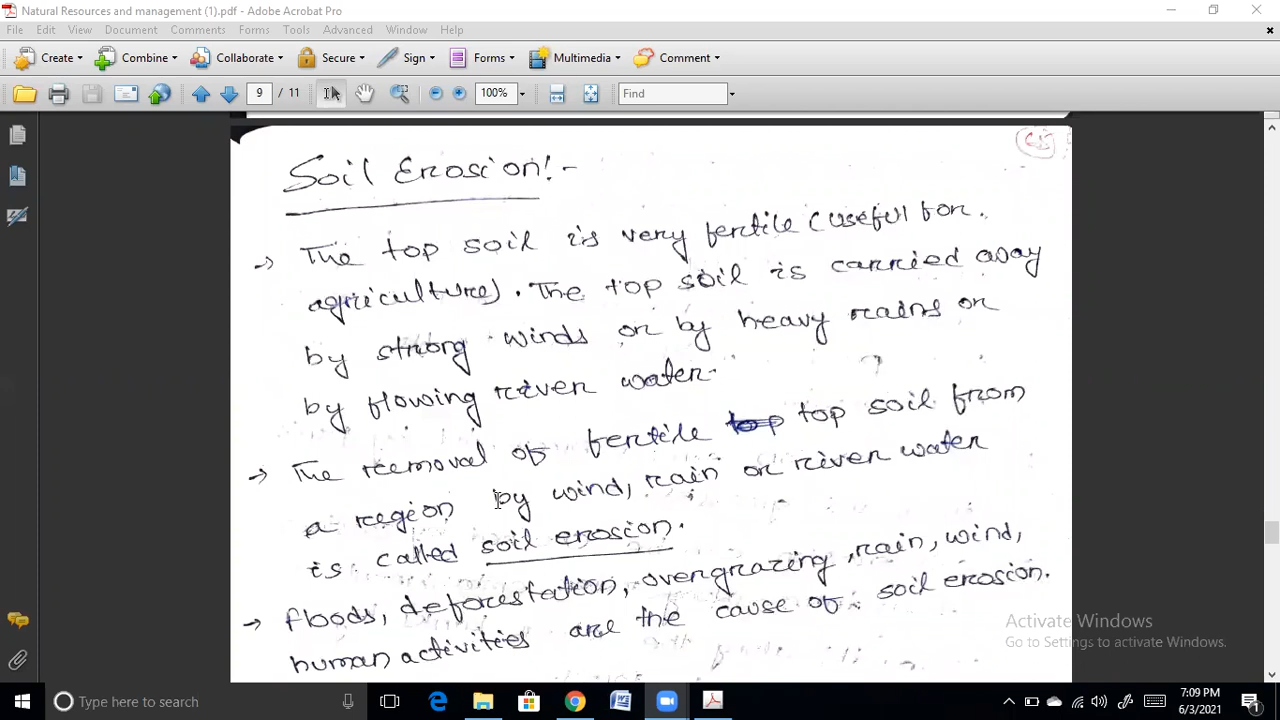 Natural Resources and management (1).pdf - Adobe Acrobat Pro
File Edit View Document Comments Forms Tools Advanced Window Help
Create Combine Collaborate Secure Sign Forms Multimedia Comment
9 / 11 100% Find
Soil Erosion:-
→ The top soil is very fertile (useful for
agriculture). The top soil is carried away
by strong winds or by heavy rains or
by flowing river water.
→ The removal of fertile top soil from
a region by wind, rain or river water
is called soil erosion.
→ floods, deforestation, overgrazing, rain, wind,
human activities are the cause of soil erosion.
Activate Windows
Go to Settings to activate Windows.
Type here to search
7:09 PM
6/3/2021